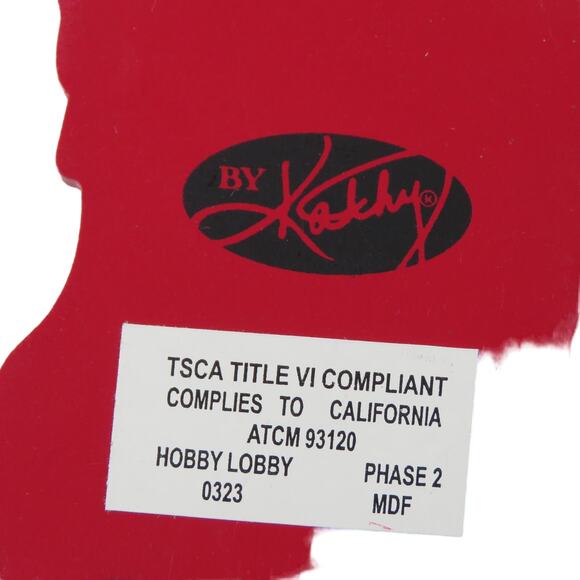 BY Kathy K
TSCA TITLE VI COMPLIANT
COMPLIES TO CALIFORNIA
ATCM 93120
HOBBY LOBBY PHASE 2
0323 MDF